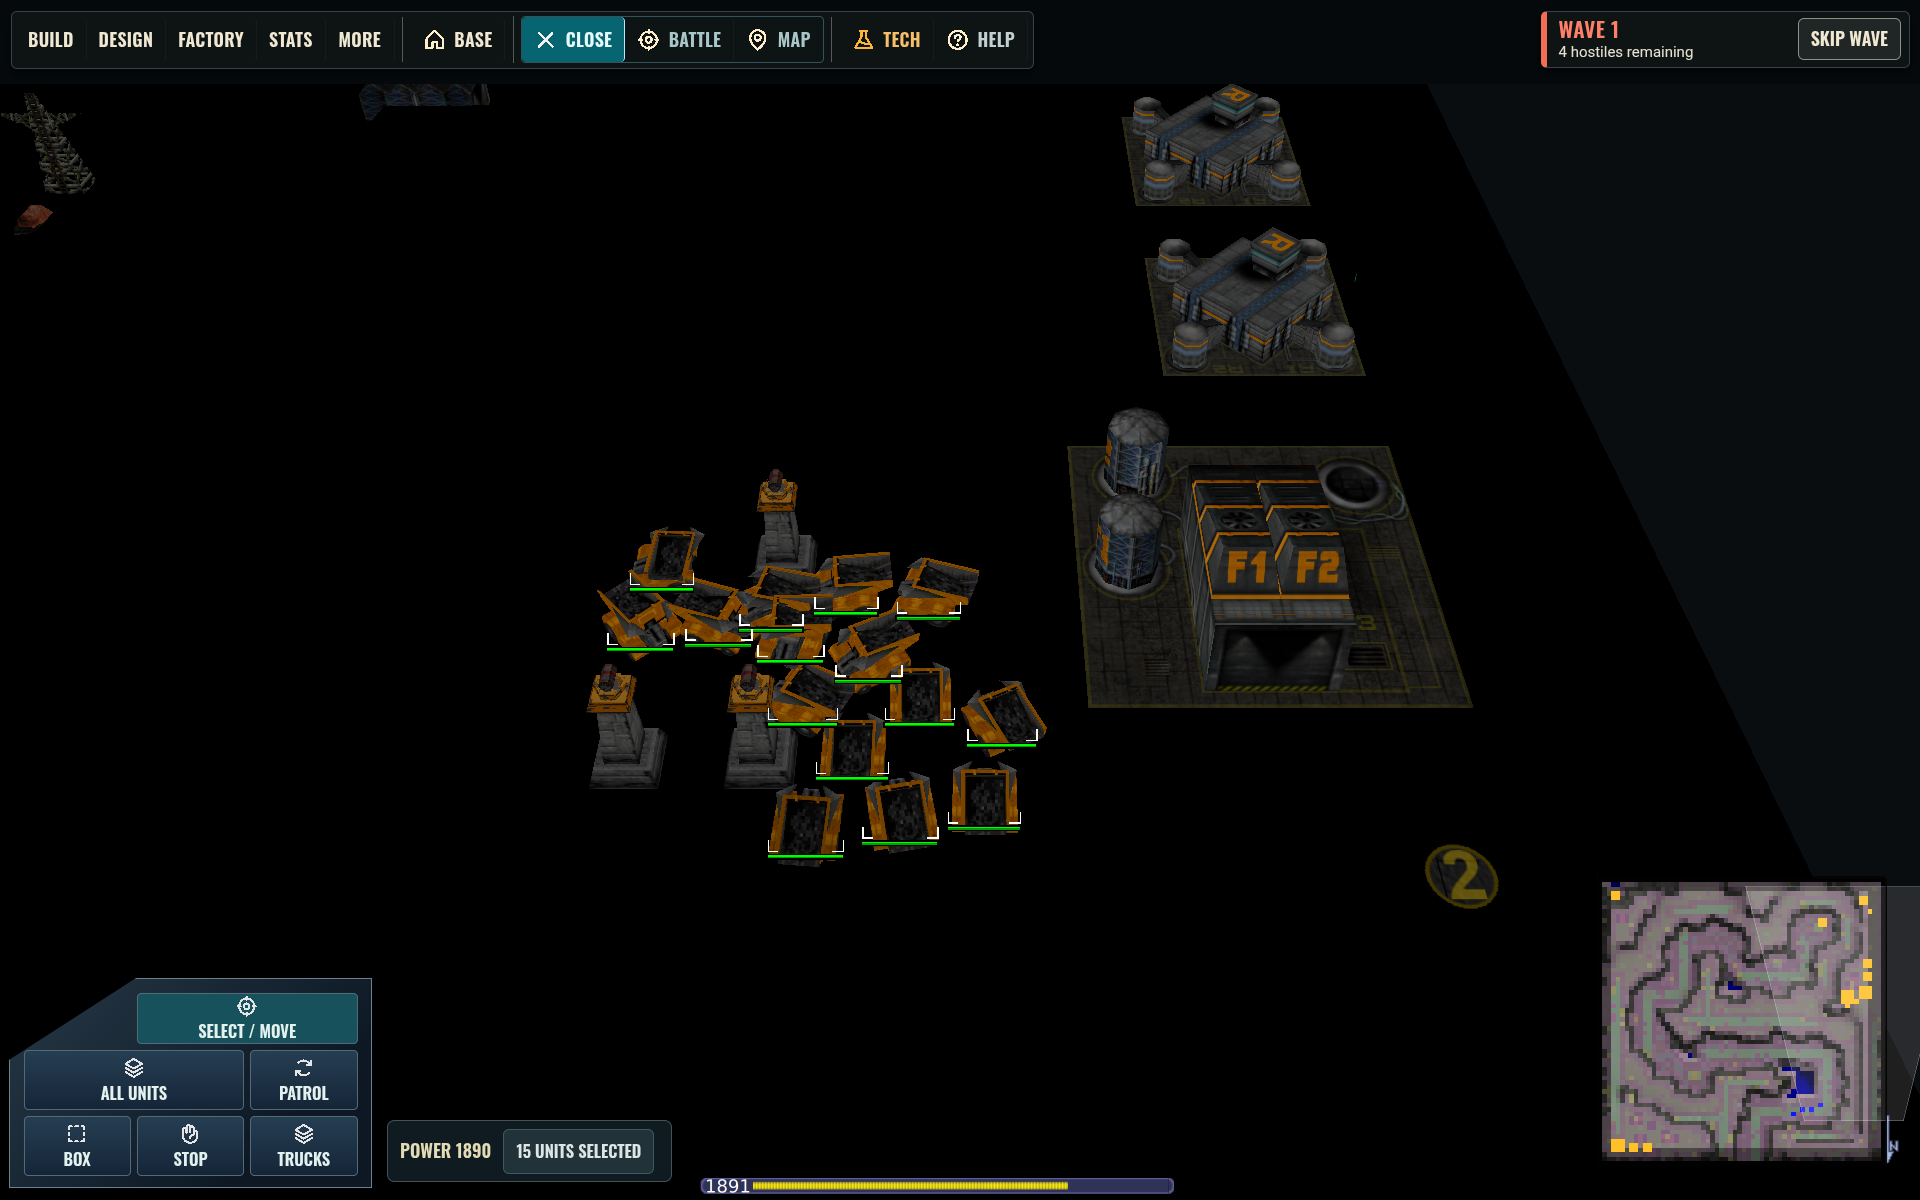 BUILD DESIGN FACTORY STATS MORE BASE CLOSE BATTLE MAP TECH HELP
WAVE 1
4 hostiles remaining
SKIP WAVE
R
R
F1 F2
3
2
SELECT / MOVE
ALL UNITS PATROL
BOX STOP TRUCKS
POWER 1890 15 UNITS SELECTED
1891
N